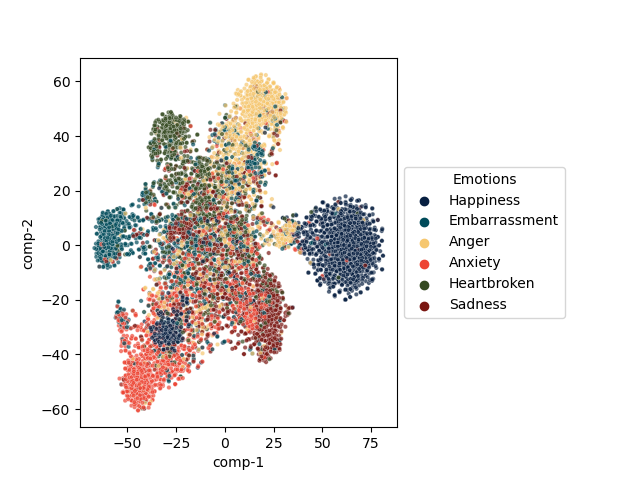 60
40
20
0
−20
−40
−60
comp-2
−50
−25
0
25
50
75
comp-1
Emotions
Happiness
Embarrassment
Anger
Anxiety
Heartbroken
Sadness